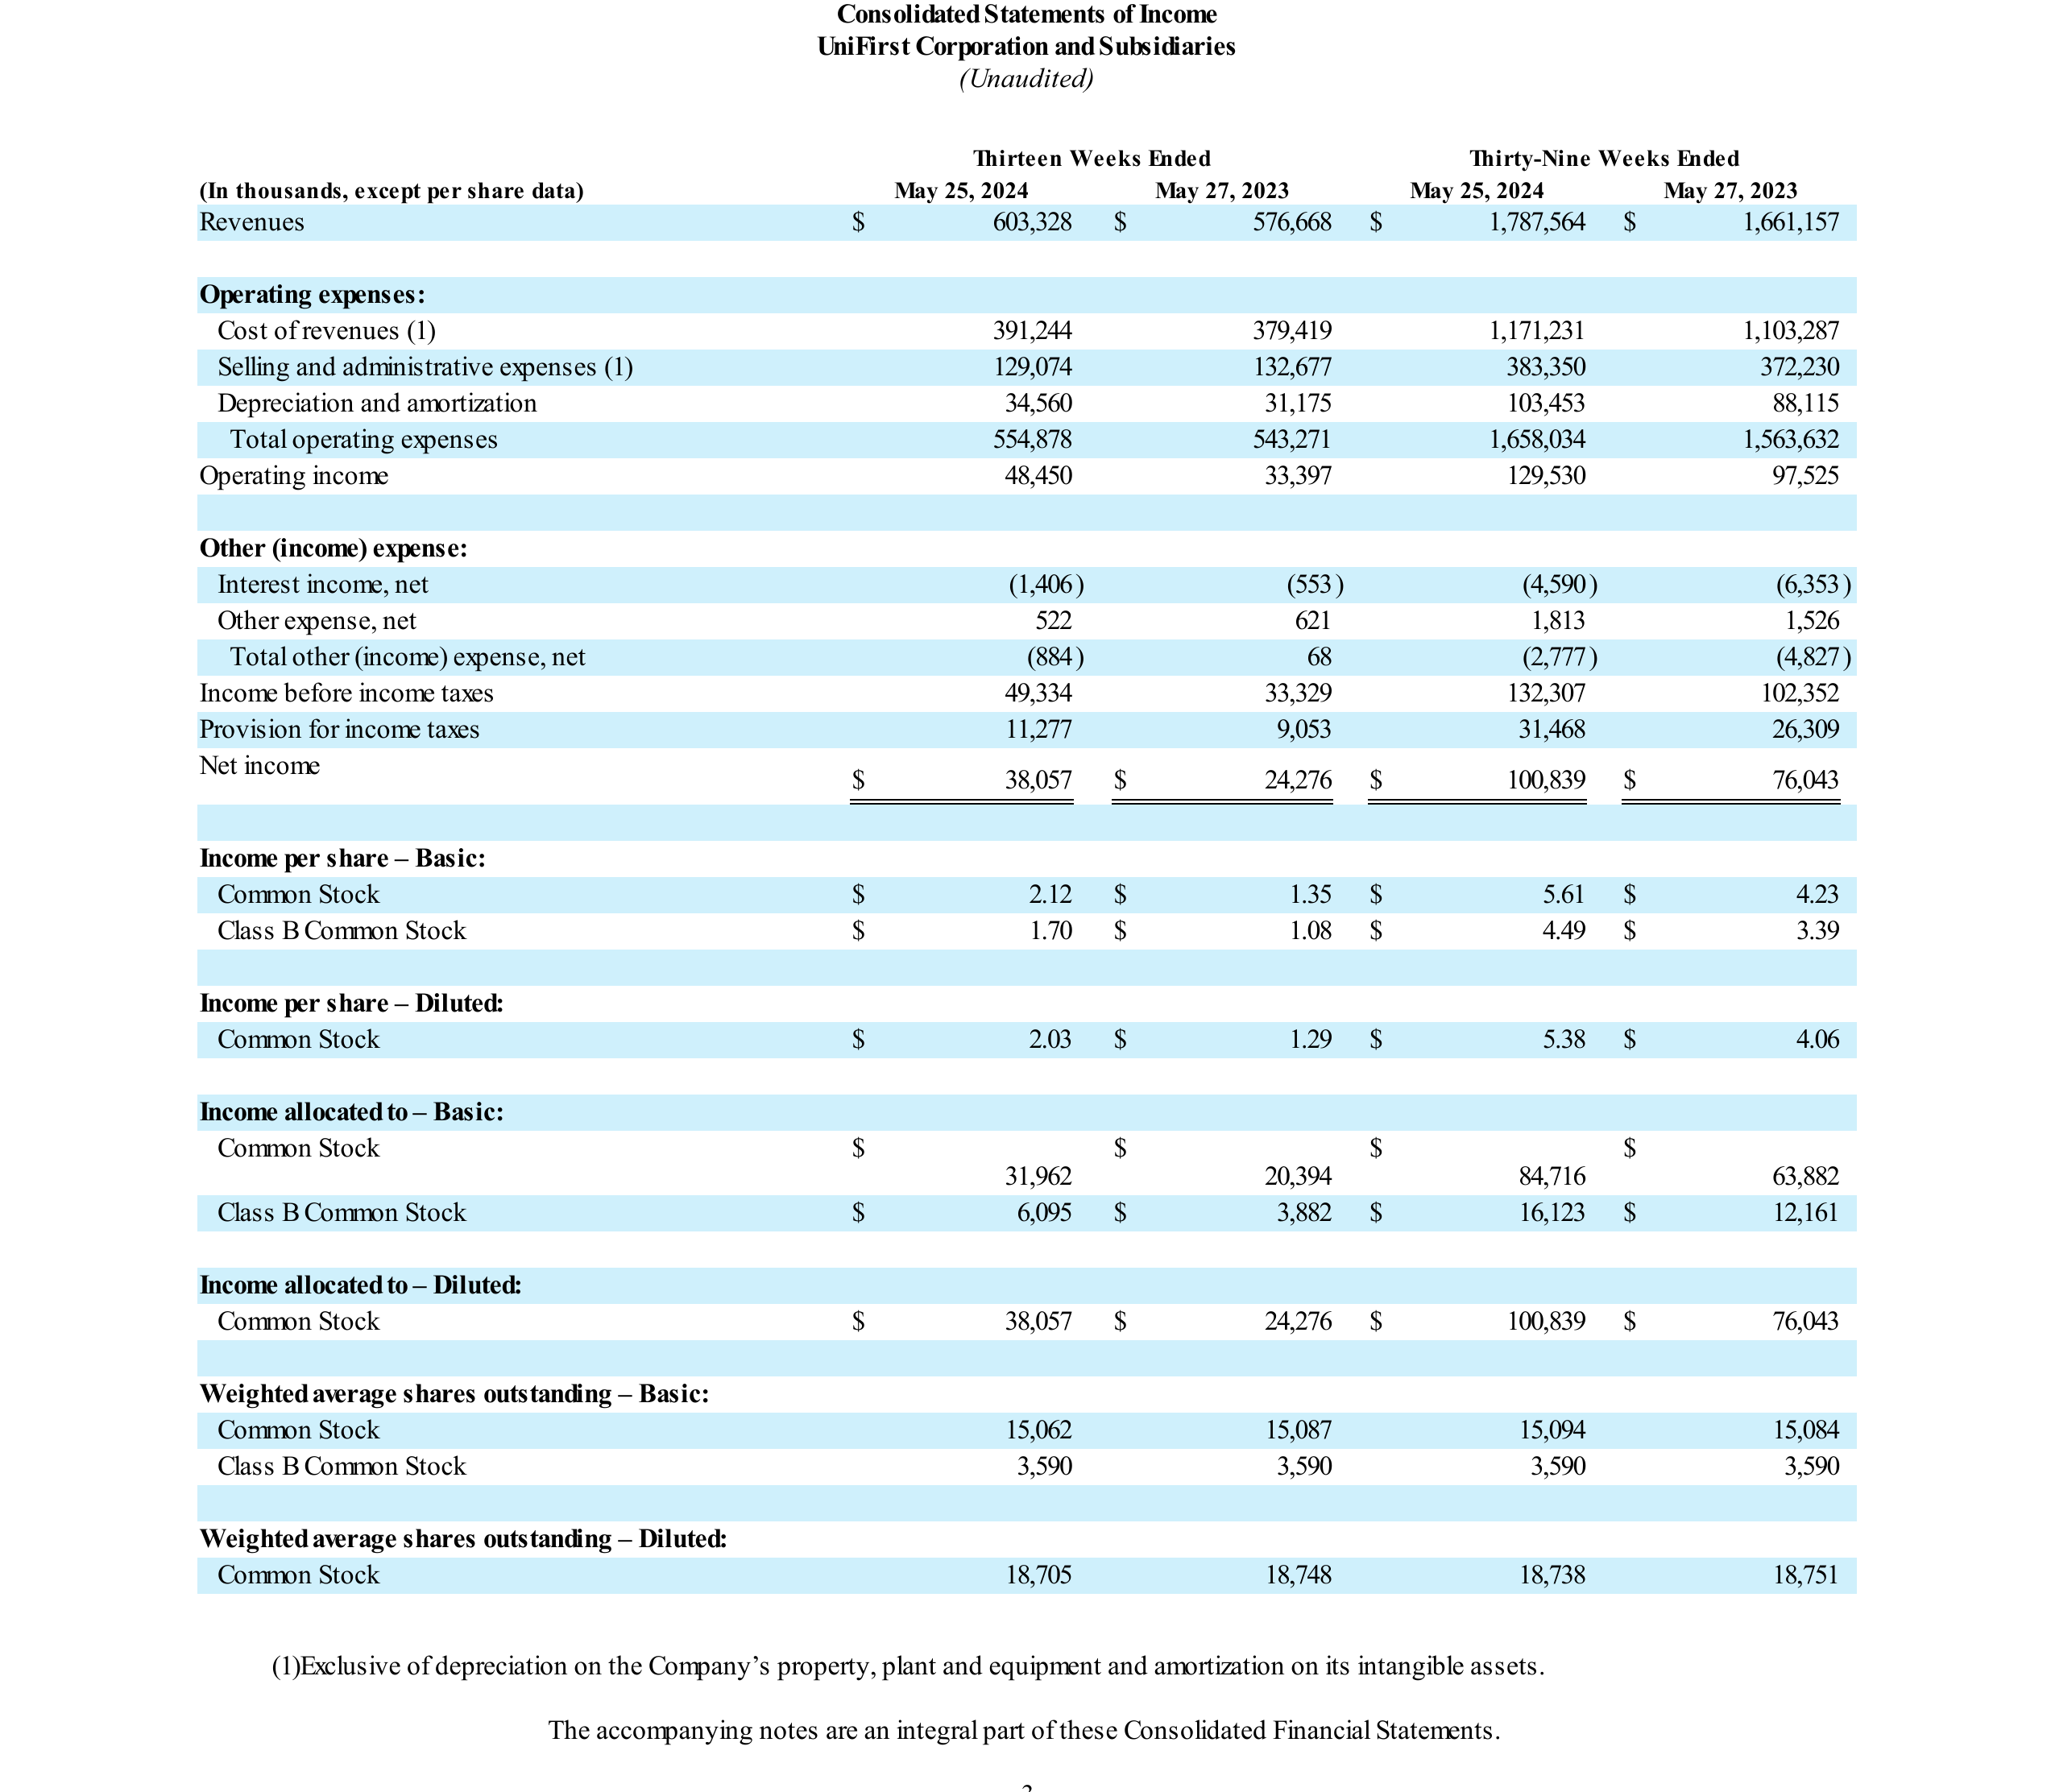 Consolidated Statements of Income
UniFirst Corporation and Subsidiaries
(Unaudited)
Thirteen Weeks Ended Thirty-Nine Weeks Ended
(In thousands, except per share data) May 25, 2024 May 27, 2023 May 25, 2024 May 27, 2023
Revenues $ 603,328 $ 576,668 $ 1,787,564 $ 1,661,157
Operating expenses:
Cost of revenues (1) 391,244 379,419 1,171,231 1,103,287
Selling and administrative expenses (1) 129,074 132,677 383,350 372,230
Depreciation and amortization 34,560 31,175 103,453 88,115
Total operating expenses 554,878 543,271 1,658,034 1,563,632
Operating income 48,450 33,397 129,530 97,525
Other (income) expense:
Interest income, net (1,406) (553) (4,590) (6,353)
Other expense, net 522 621 1,813 1,526
Total other (income) expense, net (884) 68 (2,777) (4,827)
Income before income taxes 49,334 33,329 132,307 102,352
Provision for income taxes 11,277 9,053 31,468 26,309
Net income $ 38,057 $ 24,276 $ 100,839 $ 76,043
Income per share – Basic:
Common Stock $ 2.12 $ 1.35 $ 5.61 $ 4.23
Class B Common Stock $ 1.70 $ 1.08 $ 4.49 $ 3.39
Income per share – Diluted:
Common Stock $ 2.03 $ 1.29 $ 5.38 $ 4.06
Income allocated to – Basic:
Common Stock $ 31,962 $ 20,394 $ 84,716 $ 63,882
Class B Common Stock $ 6,095 $ 3,882 $ 16,123 $ 12,161
Income allocated to – Diluted:
Common Stock $ 38,057 $ 24,276 $ 100,839 $ 76,043
Weighted average shares outstanding – Basic:
Common Stock 15,062 15,087 15,094 15,084
Class B Common Stock 3,590 3,590 3,590 3,590
Weighted average shares outstanding – Diluted:
Common Stock 18,705 18,748 18,738 18,751
(1)Exclusive of depreciation on the Company’s property, plant and equipment and amortization on its intangible assets.
The accompanying notes are an integral part of these Consolidated Financial Statements.